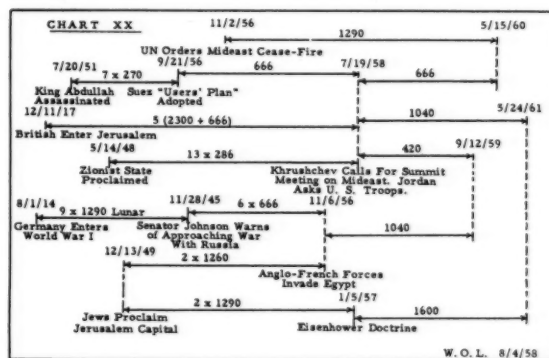 CHART XX
11/2/56
5/15/60
1290
UN Orders Mideast Cease-Fire
7/20/51
9/21/56
7/19/58
7 x 270
666
666
King Abdullah
Assassinated
Suez "Users' Plan"
Adopted
12/11/17
5/24/61
5 (2300 + 666)
1040
British Enter Jerusalem
5/14/48
9/12/59
13 x 286
420
Zionist State
Proclaimed
Khrushchev Calls For Summit
Meeting on Mideast. Jordan
Asks U. S. Troops.
8/1/14
11/28/45
11/6/56
9 x 1290 Lunar
6 x 666
1040
Germany Enters
World War I
Senator Johnson Warns
of Approaching War
With Russia
12/13/49
2 x 1260
Anglo-French Forces
Invade Egypt
1/5/57
2 x 1290
1600
Jews Proclaim
Jerusalem Capital
Eisenhower Doctrine
W. O. L. 8/4/58